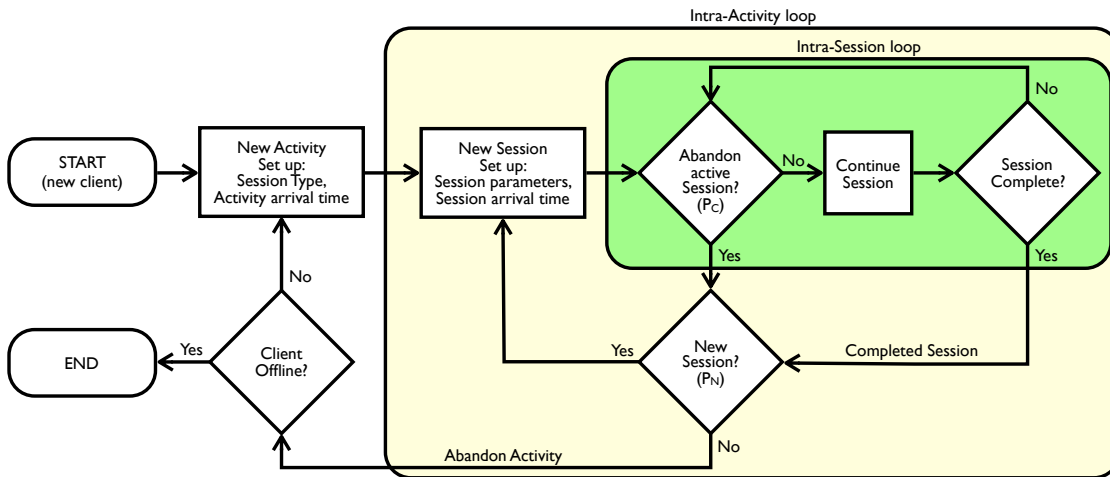 Intra-Activity loop
Intra-Session loop
No
START
(new client)
New Activity
Set up:
Session Type,
Activity arrival time
New Session
Set up:
Session parameters,
Session arrival time
Abandon
active
Session?
(PC)
No
Continue
Session
Session
Complete?
Yes
Yes
No
END
Yes
Client
Offline?
Yes
New
Session?
(PN)
Completed Session
No
Abandon Activity